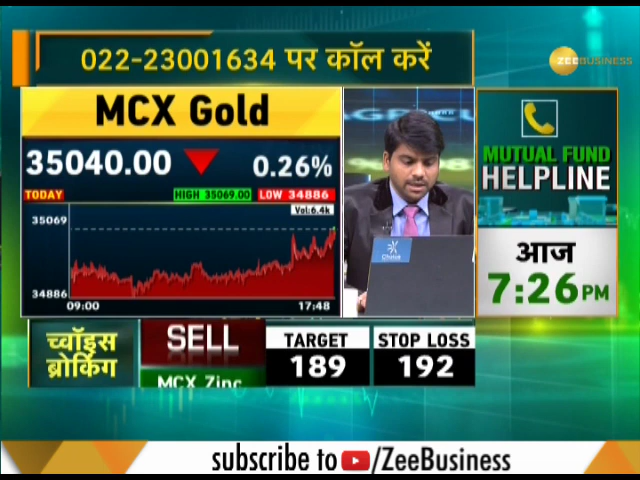 022-23001634 पर कॉल करें
ZEEBUSINESS
MCX Gold
35040.00 0.26%
TODAY HIGH 35069.00 LOW 34886
Vol:6.4k
35069
34886
09:00 17:48
Choice
MUTUAL FUND
HELPLINE
आज
7:26 PM
च्वॉइस
ब्रोकिंग
SELL
MCX Zinc
TARGET
189
STOP LOSS
192
subscribe to /ZeeBusiness